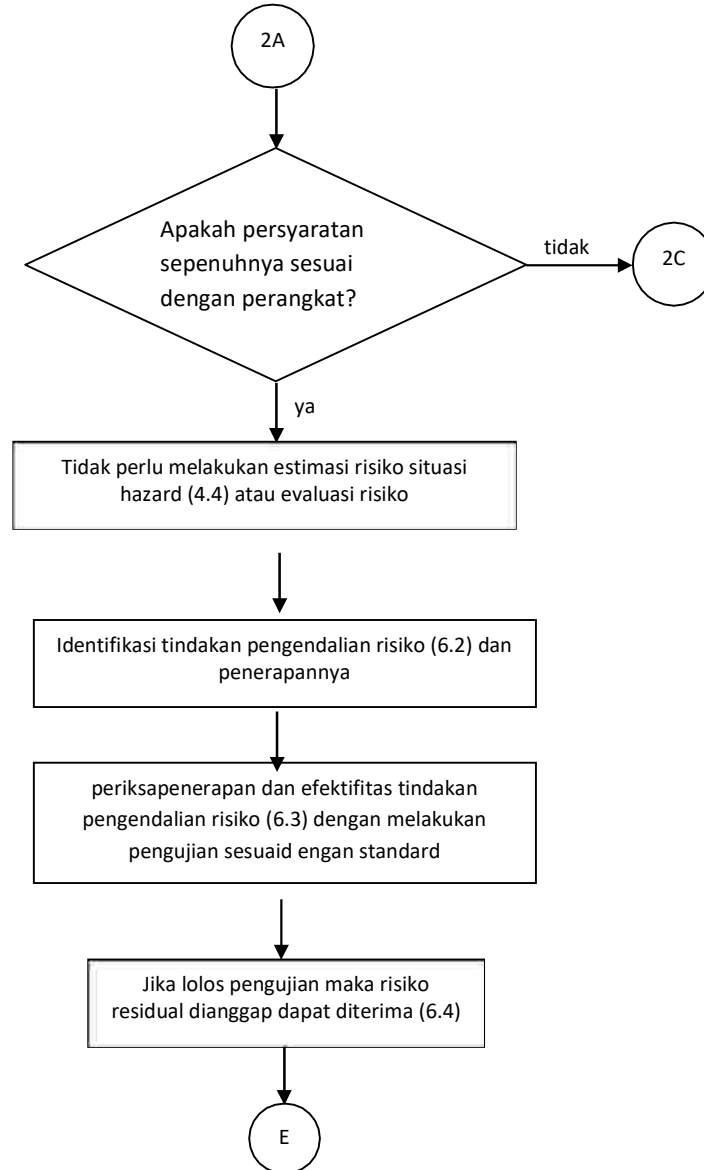 2A
Apakah persyaratan
sepenuhnya sesuai
dengan perangkat?
tidak
2C
ya
Tidak perlu melakukan estimasi risiko situasi
hazard (4.4) atau evaluasi risiko
Identifikasi tindakan pengendalian risiko (6.2) dan
penerapannya
periksapenerapan dan efektifitas tindakan
pengendalian risiko (6.3) dengan melakukan
pengujian sesuaid engan standard
Jika lolos pengujian maka risiko
residual dianggap dapat diterima (6.4)
E